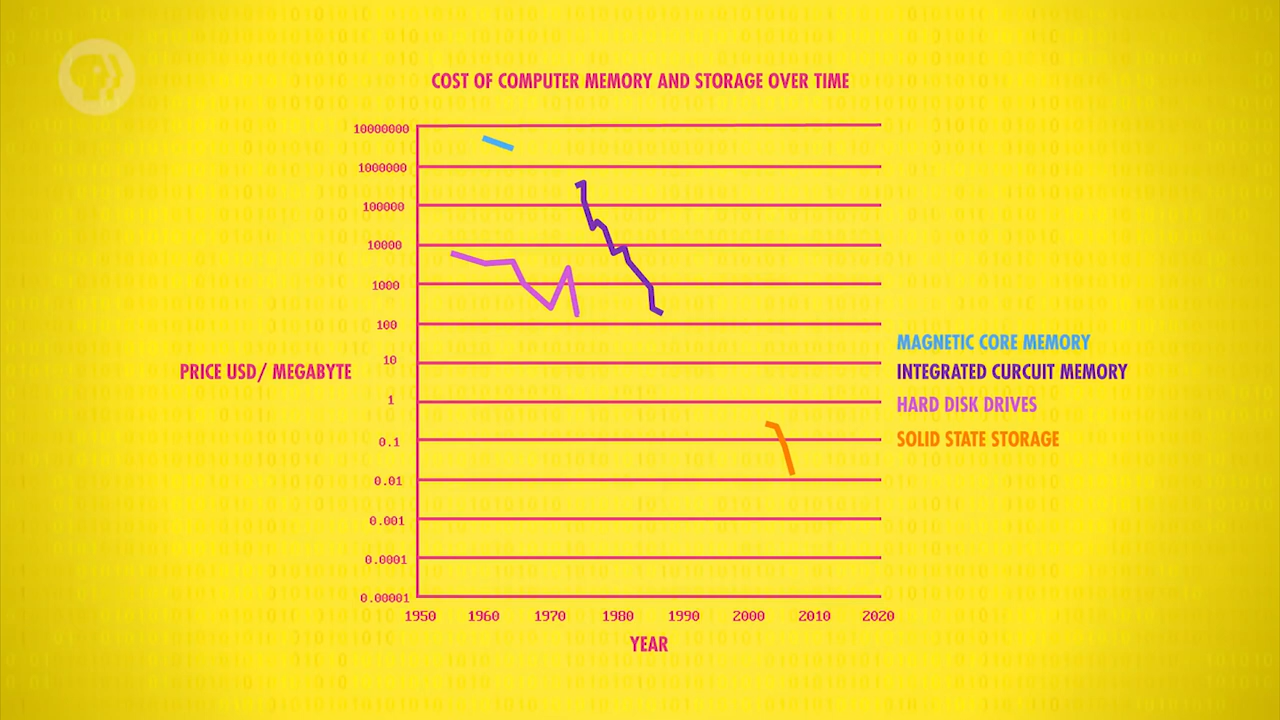 COST OF COMPUTER MEMORY AND STORAGE OVER TIME
10000000
1000000
100000
10000
1000
100
10
1
0.1
0.01
0.001
0.0001
0.00001
PRICE USD/ MEGABYTE
MAGNETIC CORE MEMORY
INTEGRATED CURCUIT MEMORY
HARD DISK DRIVES
SOLID STATE STORAGE
1950 1960 1970 1980 1990 2000 2010 2020
YEAR